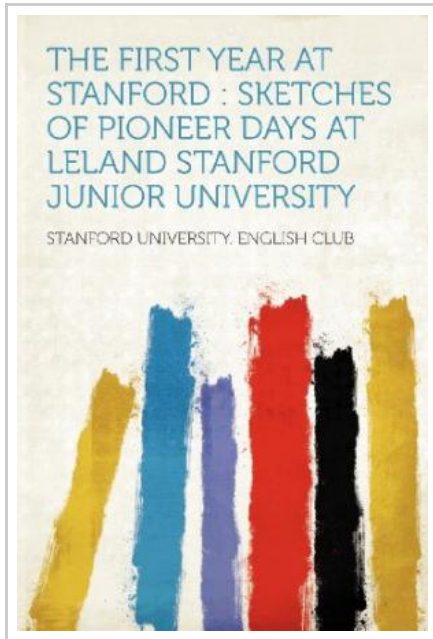 THE FIRST YEAR AT
STANFORD : SKETCHES
OF PIONEER DAYS AT
LELAND STANFORD
JUNIOR UNIVERSITY
STANFORD UNIVERSITY. ENGLISH CLUB